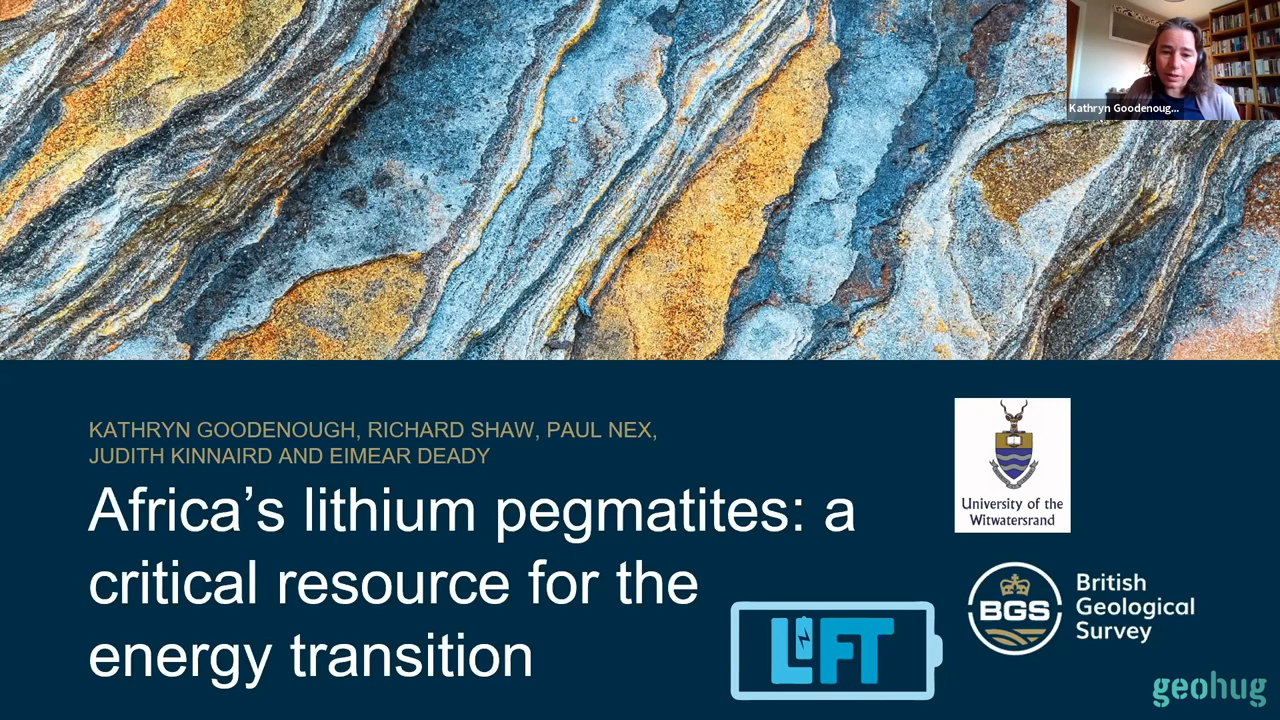 Kathryn Goodenoug...
KATHRYN GOODENOUGH, RICHARD SHAW, PAUL NEX,
JUDITH KINNAIRD AND EIMEAR DEADY
Africa's lithium pegmatites: a
critical resource for the
energy transition
University of the
Witwatersrand
LiFT
BGS
British
Geological
Survey
geohug